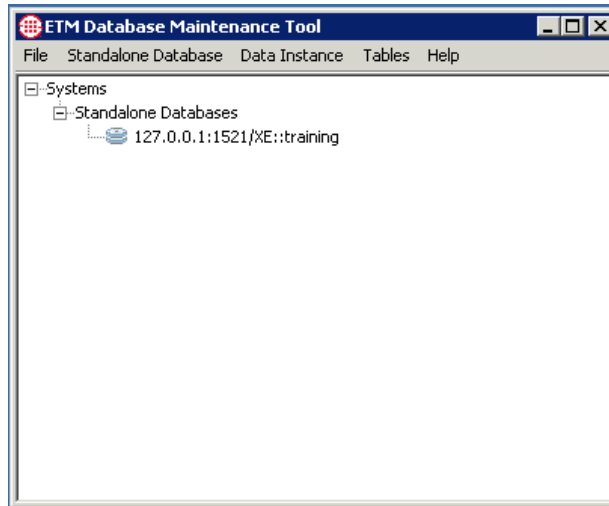 ETM Database Maintenance Tool
File Standalone Database Data Instance Tables Help
Systems
Standalone Databases
127.0.0.1:1521/XE::training